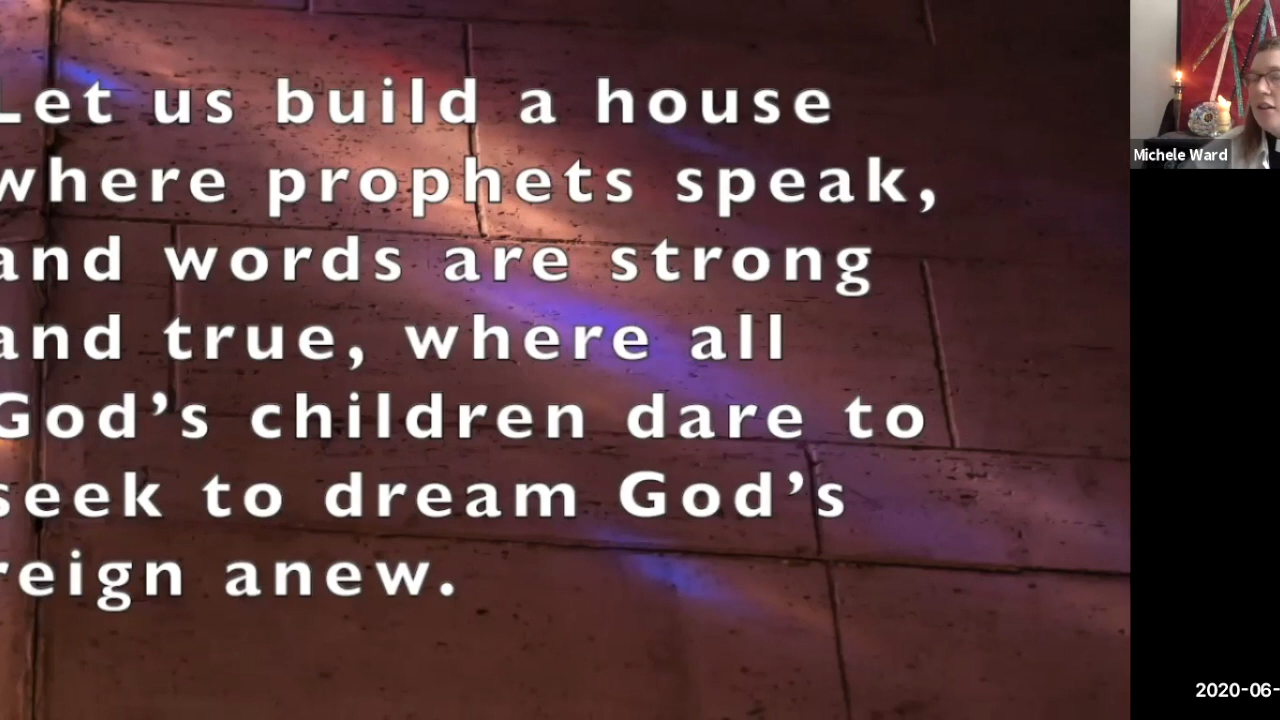 Let us build a house
where prophets speak,
and words are strong
and true, where all
God’s children dare to
seek to dream God’s
reign anew.
Michele Ward
2020-06-